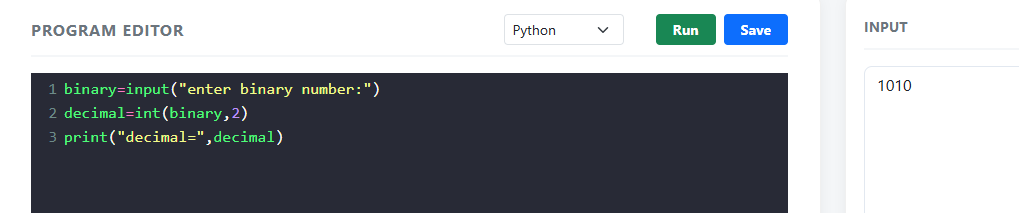 PROGRAM EDITOR
Python
Run
Save
1 binary=input("enter binary number:")
2 decimal=int(binary,2)
3 print("decimal=",decimal)
INPUT
1010